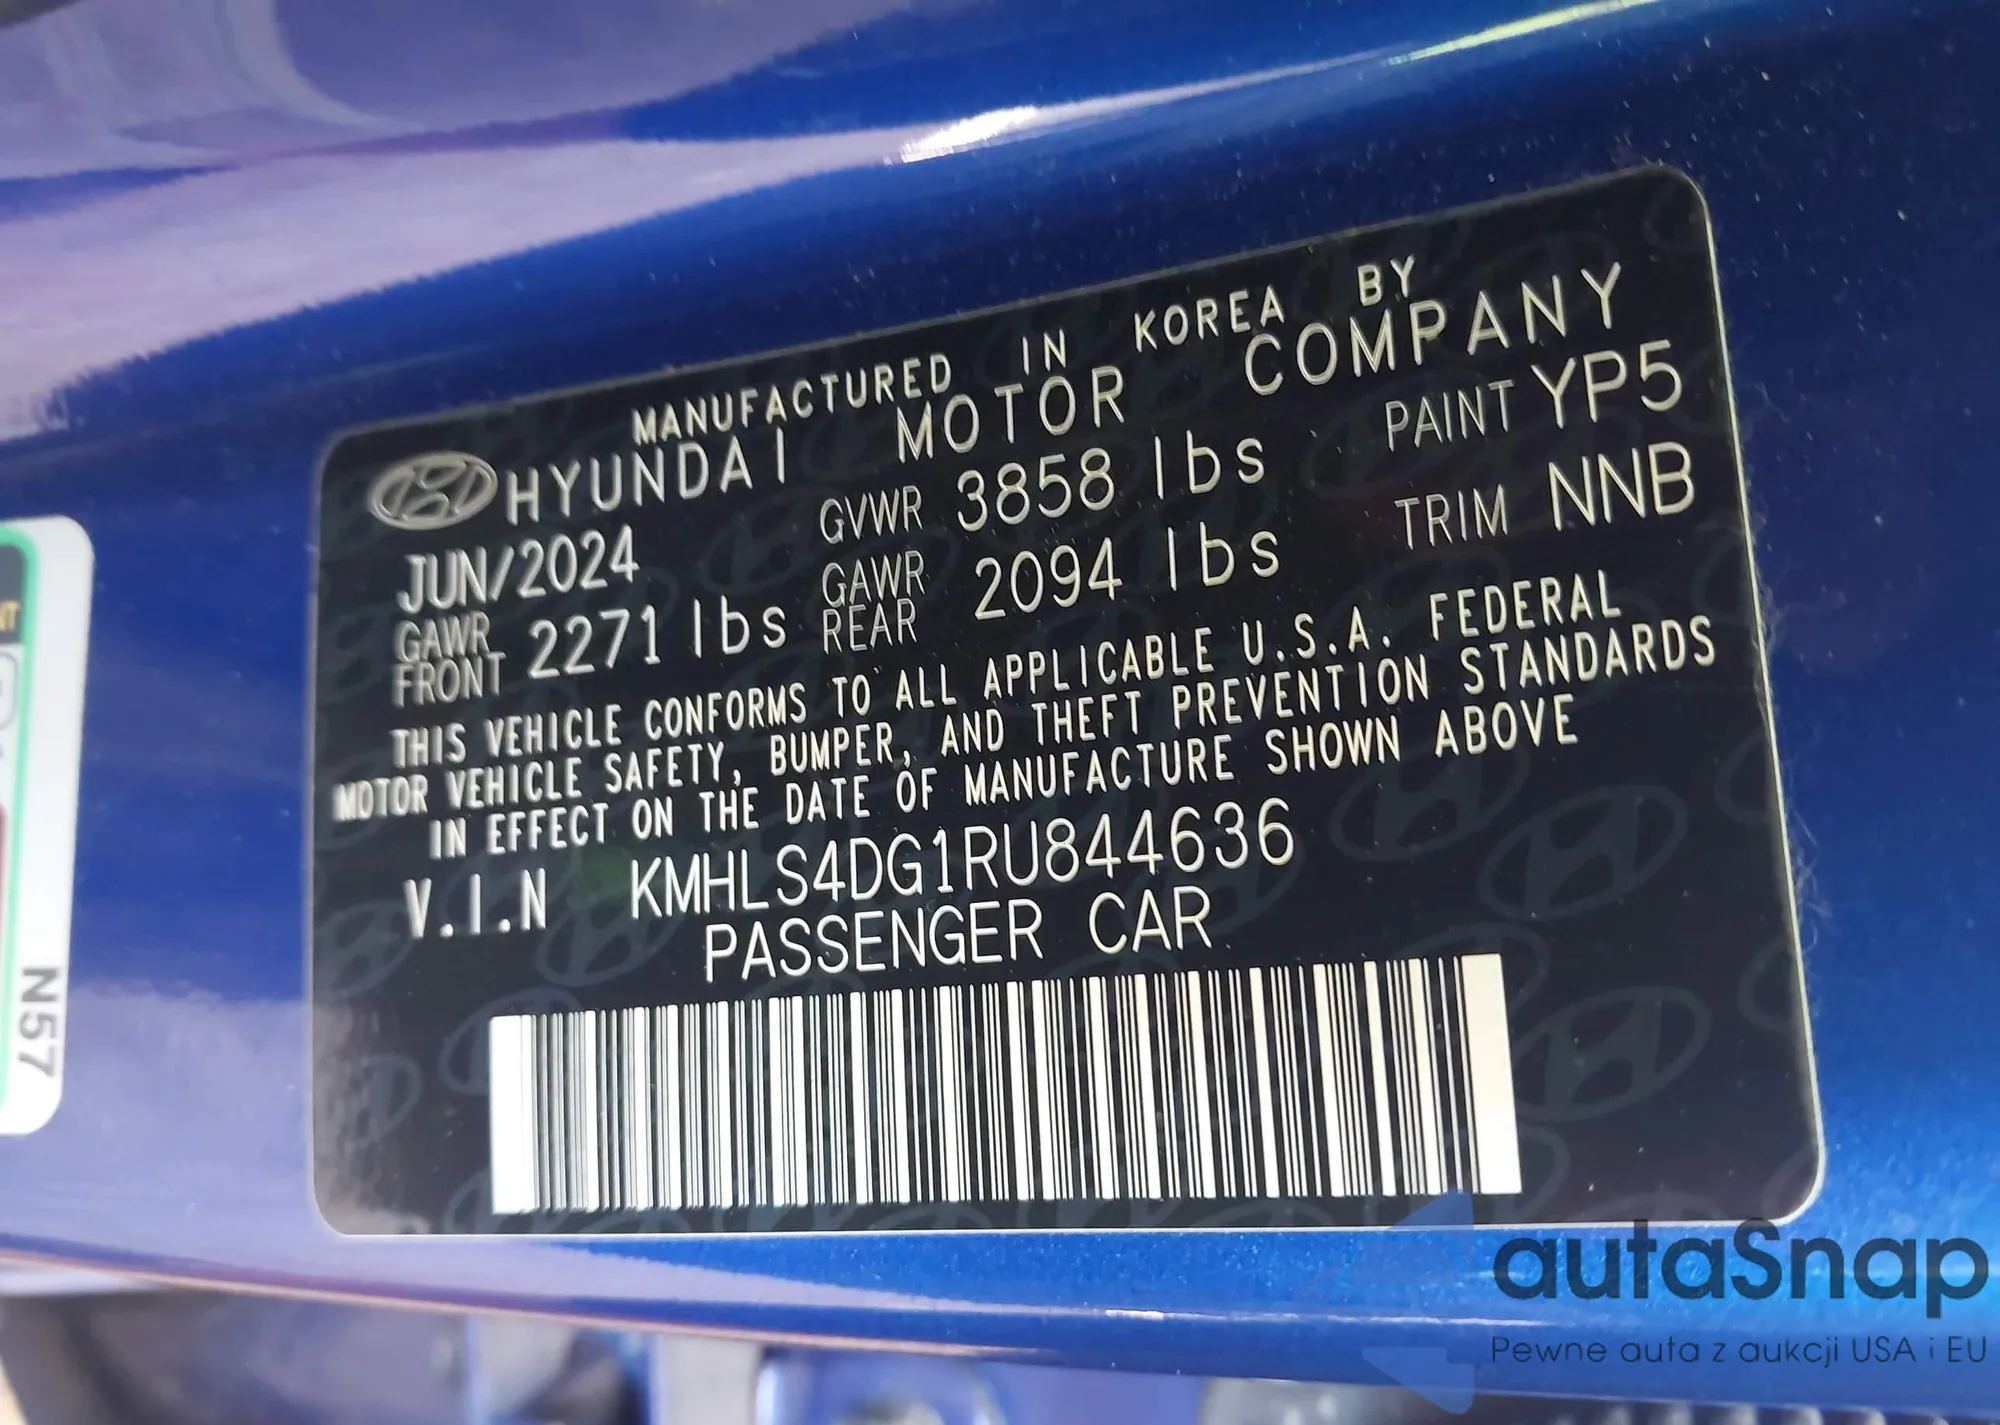 MANUFACTURED IN KOREA BY
HYUNDAI MOTOR COMPANY
JUN/2024 GVWR 3858 lbs PAINT YP5
GAWR FRONT 2271 lbs GAWR REAR 2094 lbs TRIM NNB
THIS VEHICLE CONFORMS TO ALL APPLICABLE U.S.A. FEDERAL
MOTOR VEHICLE SAFETY, BUMPER, AND THEFT PREVENTION STANDARDS
IN EFFECT ON THE DATE OF MANUFACTURE SHOWN ABOVE
V.I.N KMHLS4DG1RU844636
PASSENGER CAR
N57
autaSnap
Pewne auta z aukcji USA i EU